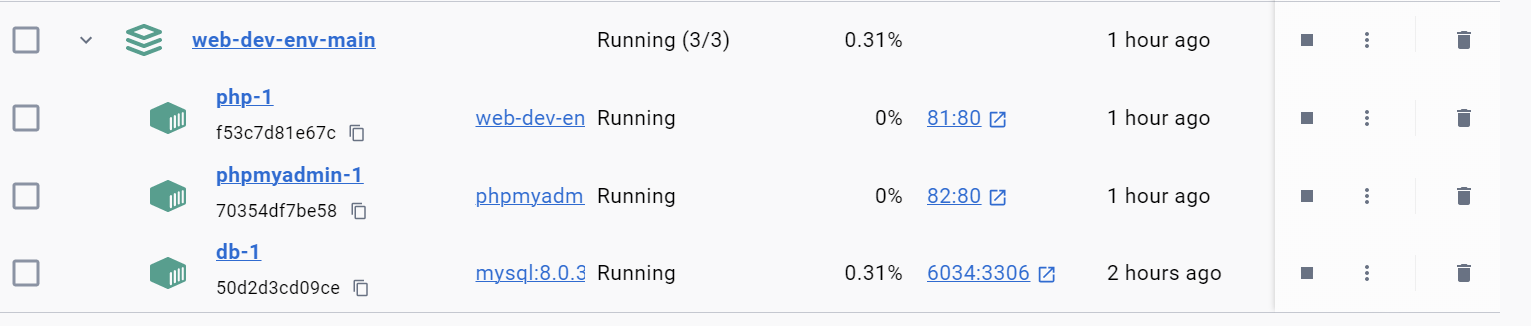 web-dev-env-main Running (3/3) 0.31% 1 hour ago
php-1
f53c7d81e67c web-dev-en Running 0% 81:80 1 hour ago
phpmyadmin-1
70354df7be58 phpmyadm Running 0% 82:80 1 hour ago
db-1
50d2d3cd09ce mysql:8.0.3 Running 0.31% 6034:3306 2 hours ago